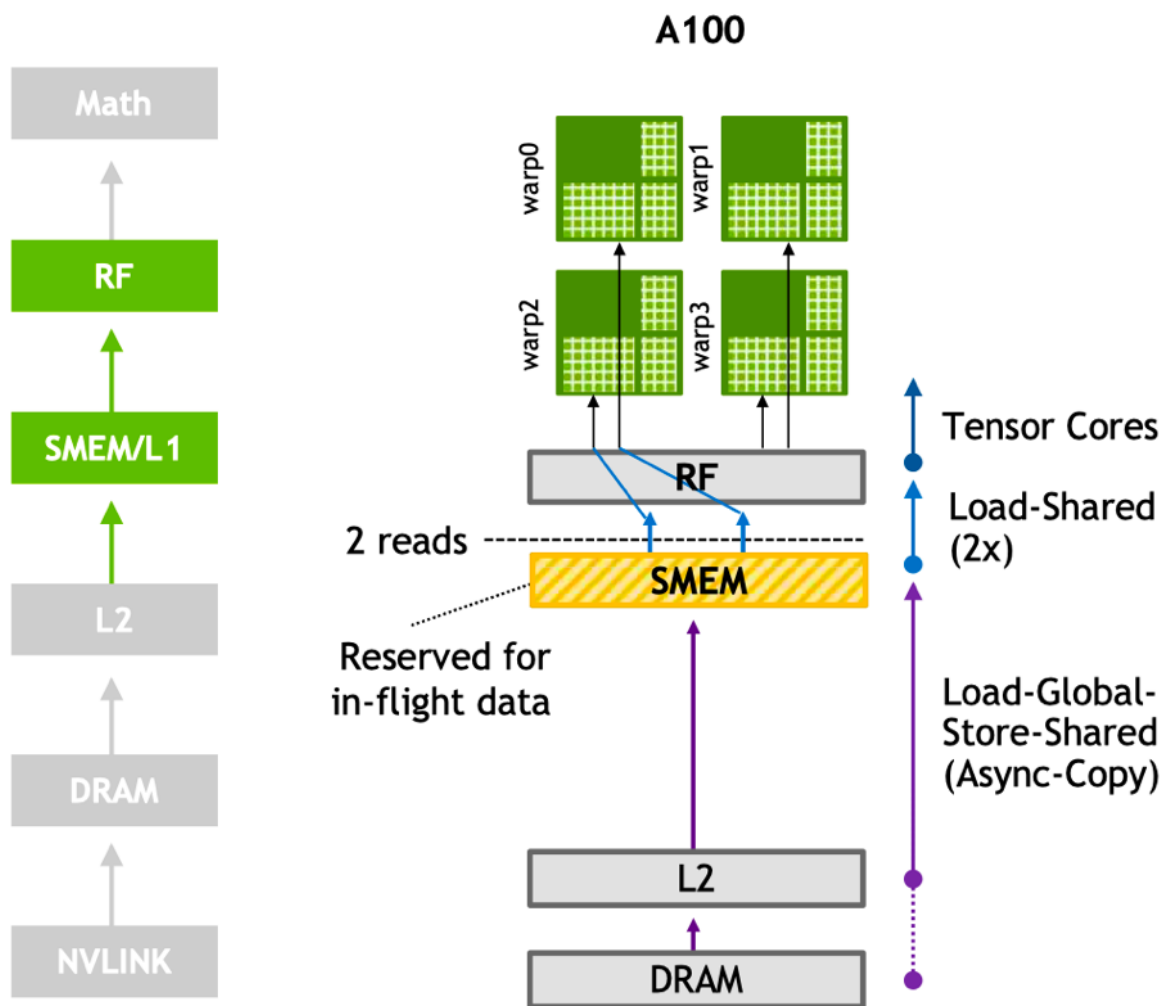 A100
Math
RF
SMEM/L1
L2
DRAM
NVLINK
warp0
warp1
warp2
warp3
RF
2 reads
SMEM
Reserved for
in-flight data
L2
DRAM
Tensor Cores
Load-Shared
(2x)
Load-Global-
Store-Shared
(Async-Copy)